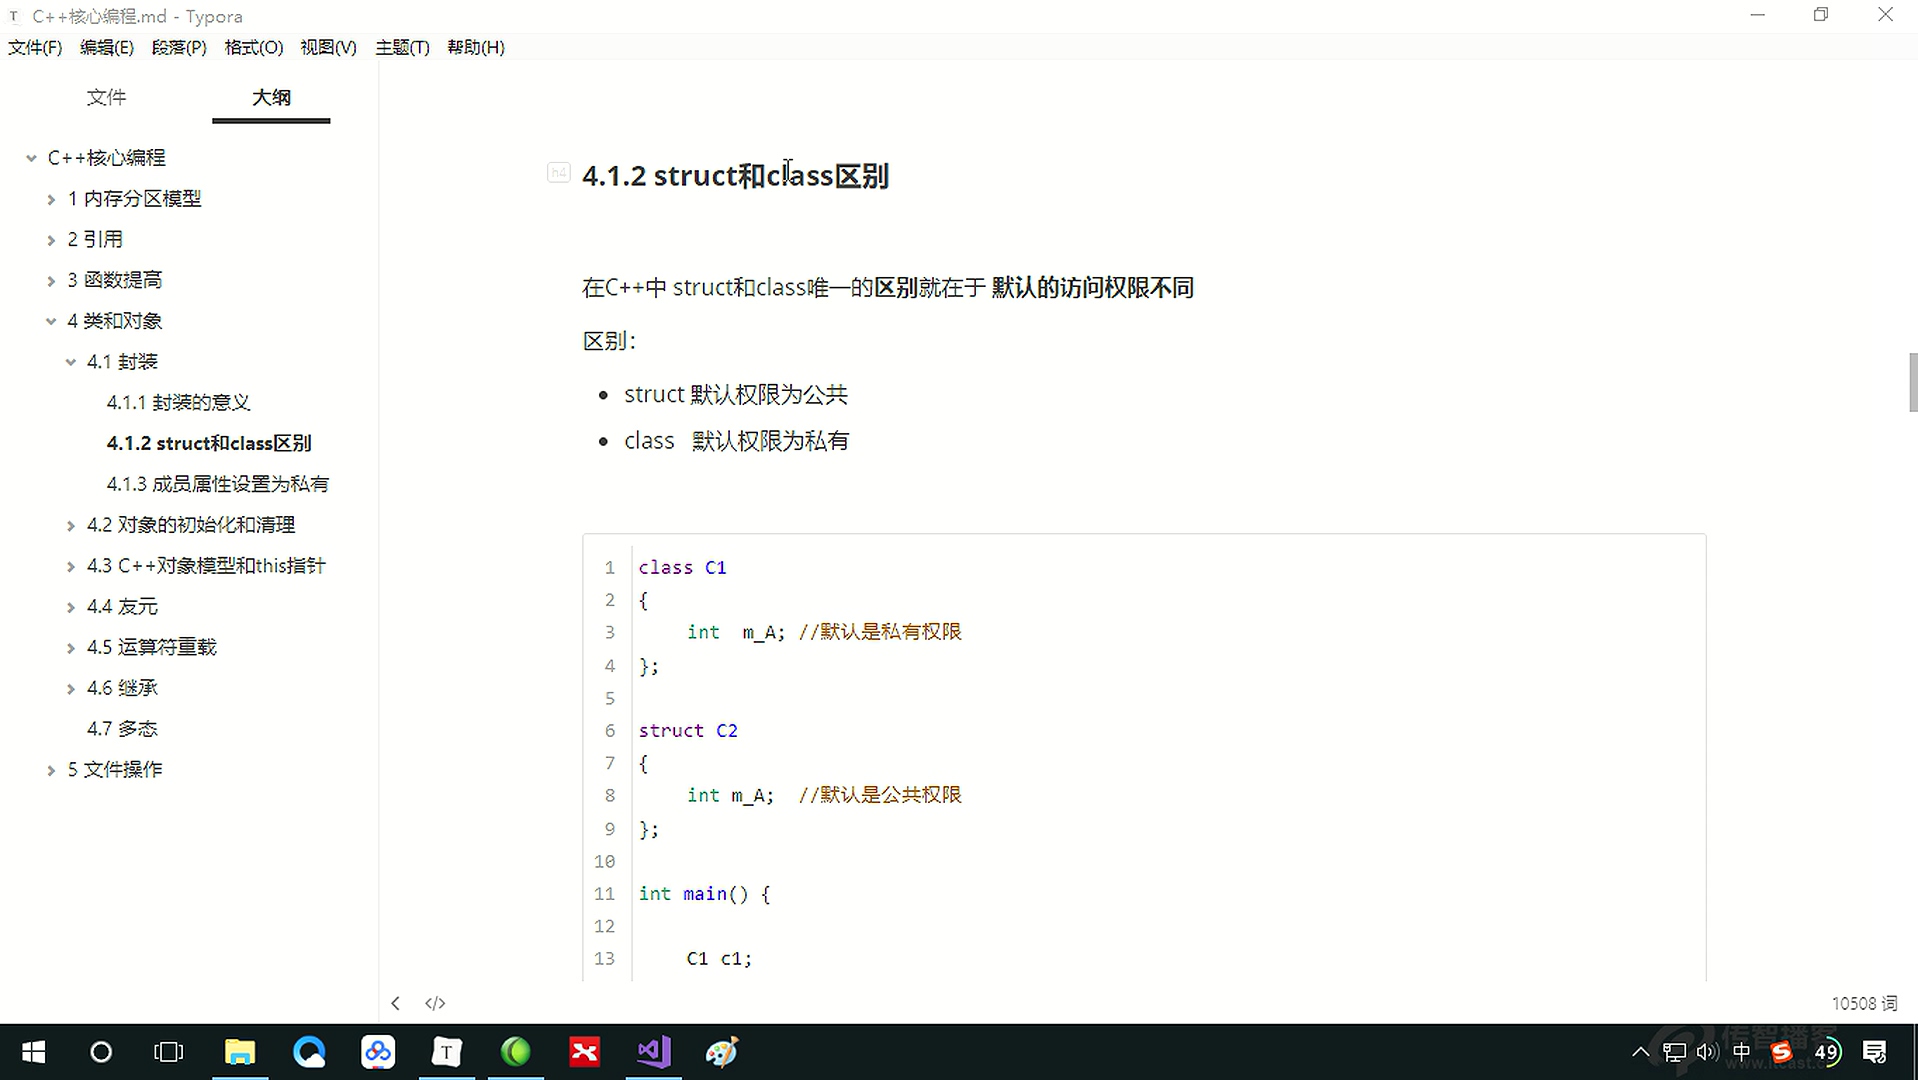 C++核心编程.md - Typora
文件(F) 编辑(E) 段落(P) 格式(O) 视图(V) 主题(T) 帮助(H)
文件 大纲
C++核心编程
1 内存分区模型
2 引用
3 函数提高
4 类和对象
4.1 封装
4.1.1 封装的意义
4.1.2 struct和class区别
4.1.3 成员属性设置为私有
4.2 对象的初始化和清理
4.3 C++对象模型和this指针
4.4 友元
4.5 运算符重载
4.6 继承
4.7 多态
5 文件操作
h4
4.1.2 struct和class区别
在C++中 struct和class唯一的区别就在于 默认的访问权限不同
区别：
• struct 默认权限为公共
• class 默认权限为私有
1 class C1
2 {
3 int m_A; //默认是私有权限
4 };
5
6 struct C2
7 {
8 int m_A; //默认是公共权限
9 };
10
11 int main() {
12
13 C1 c1;
</>
10508 词
中
49
传智播客